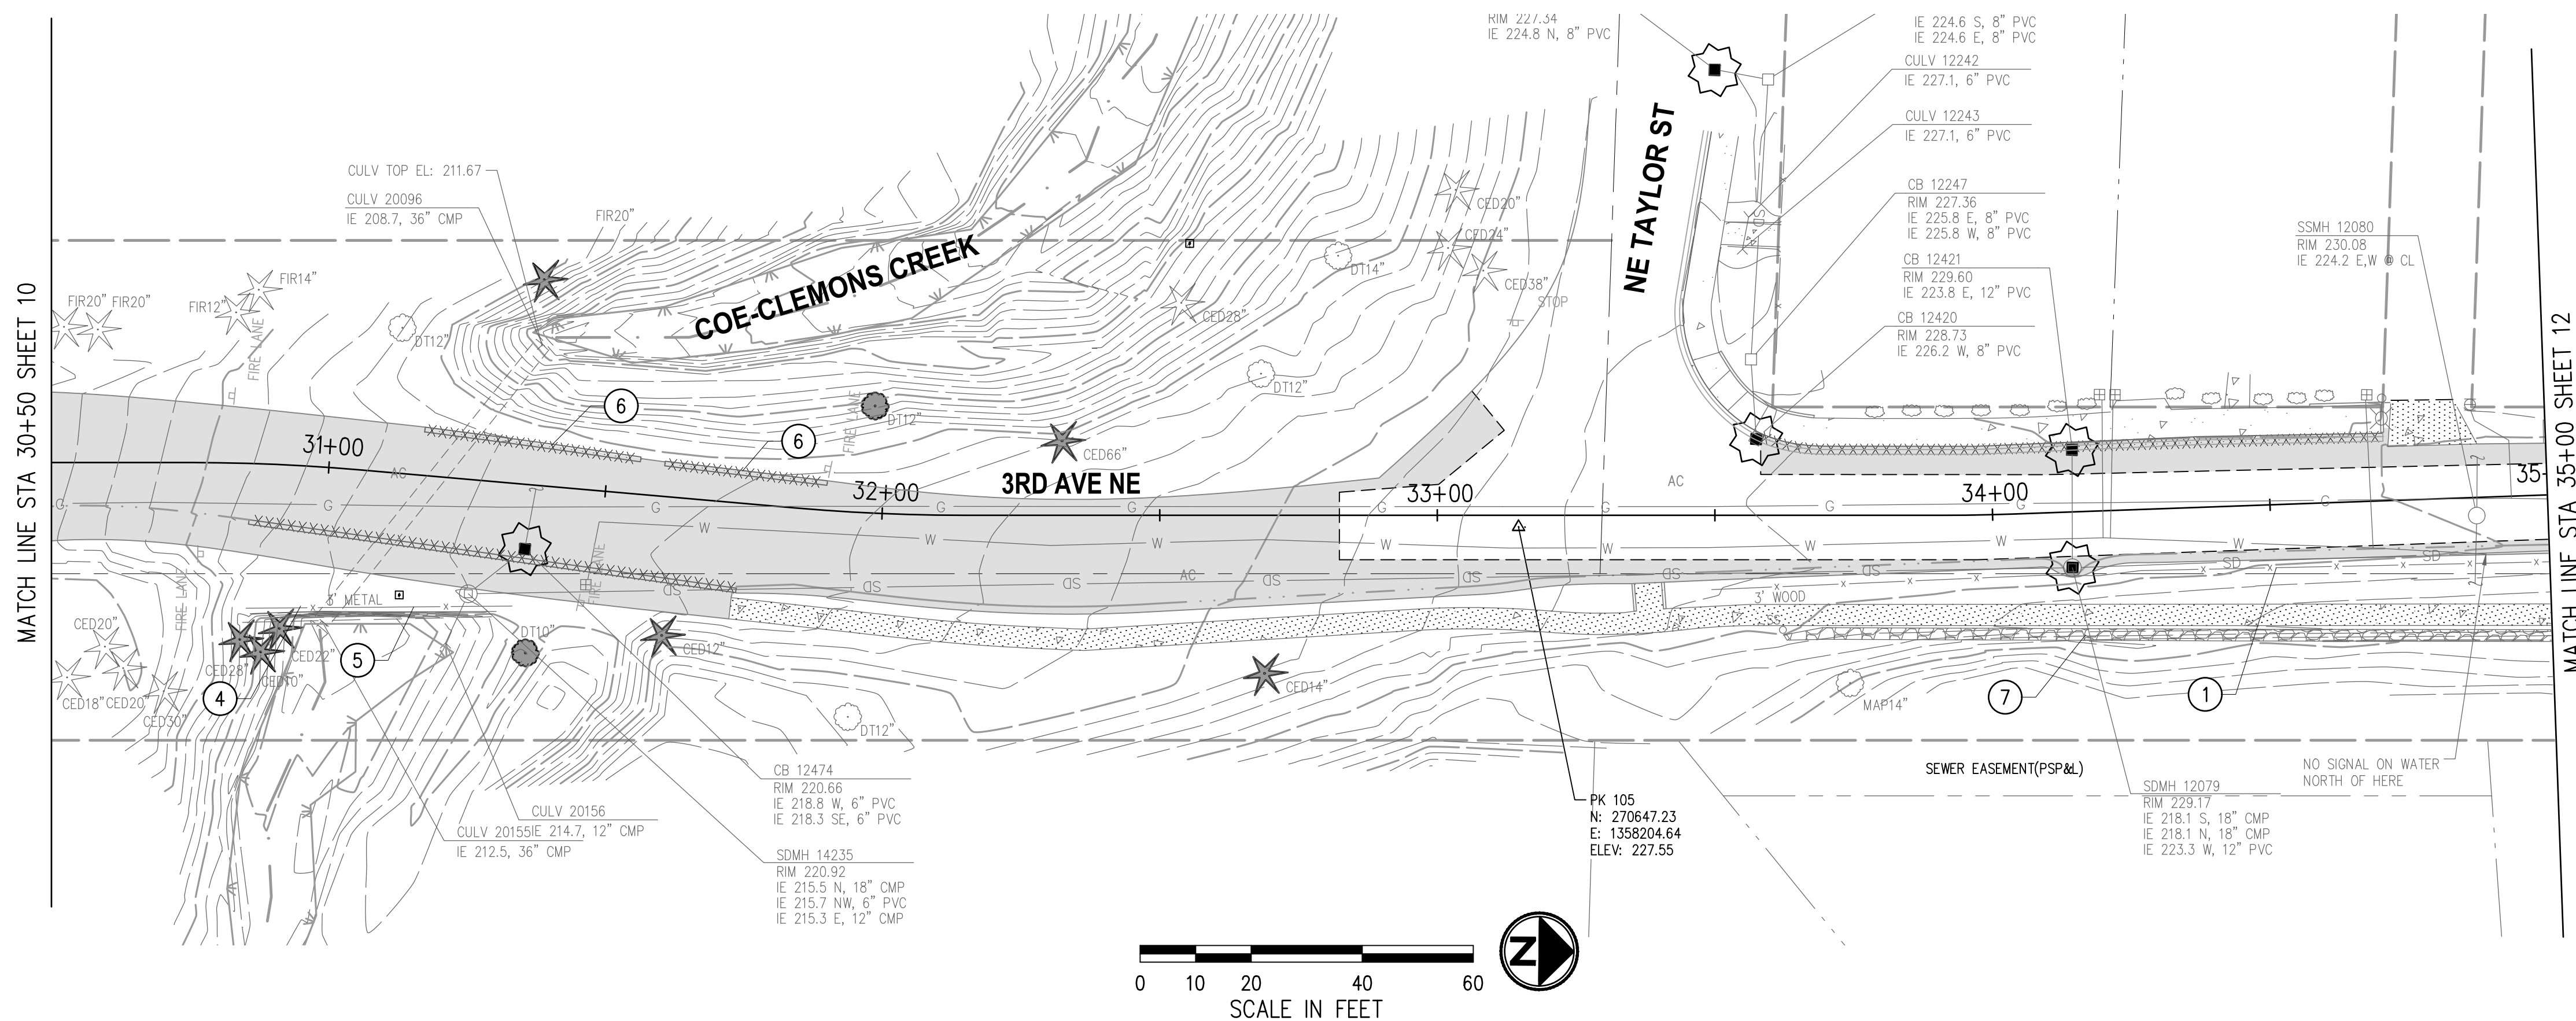 RIM 227.34
IE 224.8 N, 8" PVC
IE 224.6 S, 8" PVC
IE 224.6 E, 8" PVC
CULV 12242
IE 227.1, 6" PVC
CULV 12243
IE 227.1, 6" PVC
CB 12247
RIM 227.36
IE 225.8 E, 8" PVC
IE 225.8 W, 8" PVC
CB 12421
RIM 229.60
IE 223.8 E, 12" PVC
CB 12420
RIM 228.73
IE 226.2 W, 8" PVC
SSMH 12080
RIM 230.08
IE 224.2 E,W @ CL
NE TAYLOR ST
SD
CULV TOP EL: 211.67
CULV 20096
IE 208.7, 36" CMP
FIR20"
COE-CLEMONS CREEK
CED20"
CED24"
CED38"
DT14"
CED28"
STOP
FIR14"
FIR12"
FIR20" FIR20"
FIRE LANE
DT12"
DT12"
DT12"
FIRE LANE
CED66"
MATCH LINE STA 30+50 SHEET 10
MATCH LINE STA 35+00 SHEET 12
6
6
31+00
32+00
3RD AVE NE
33+00
34+00
35+
AC
AC
G G G G G G G G G
W W W W W W W W
SD SD SD SD SD SD SD SD
AC
FIRE LANE
FIRE LANE
3' METAL
3' WOOD
SS
x x x x x x x x x
CED20"
CED18"
CED20"
CED30"
CED28"
CED22"
CED10"
DT10"
CED12"
DT12"
CED14"
MAP14"
4
5
7
1
CB 12474
RIM 220.66
IE 218.8 W, 6" PVC
IE 218.3 SE, 6" PVC
CULV 20156
IE 214.7, 12" CMP
CULV 20155
IE 212.5, 36" CMP
SDMH 14235
RIM 220.92
IE 215.5 N, 18" CMP
IE 215.7 NW, 6" PVC
IE 215.3 E, 12" CMP
PK 105
N: 270647.23
E: 1358204.64
ELEV: 227.55
SEWER EASEMENT(PSP&L)
SDMH 12079
RIM 229.17
IE 218.1 S, 18" CMP
IE 218.1 N, 18" CMP
IE 223.3 W, 12" PVC
NO SIGNAL ON WATER
NORTH OF HERE
0 10 20 40 60
SCALE IN FEET
N